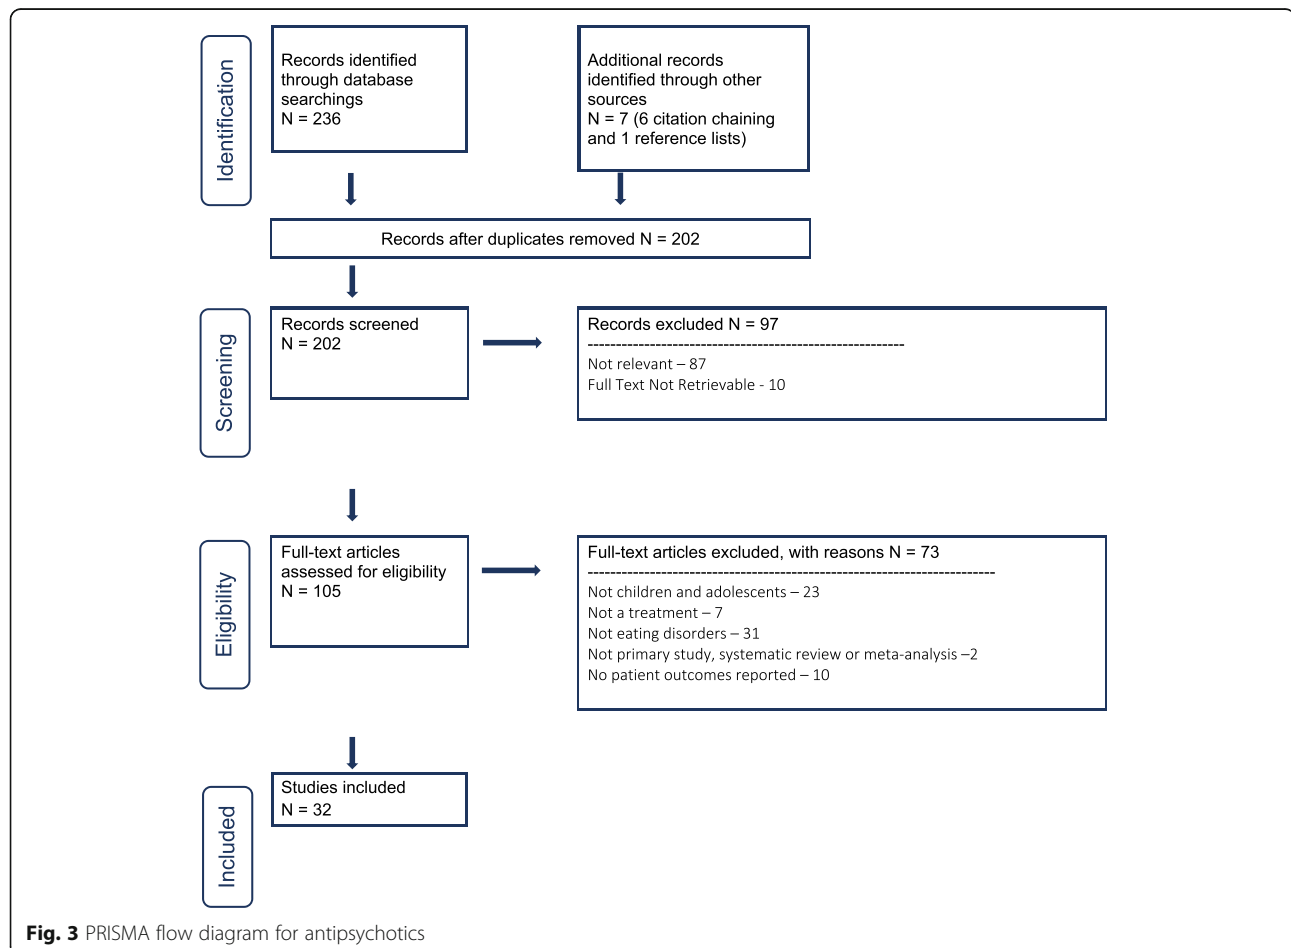 Identification
Records identified
through database
searchings
N = 236
Additional records
identified through other
sources
N = 7 (6 citation chaining
and 1 reference lists)
Records after duplicates removed N = 202
Screening
Records screened
N = 202
Records excluded N = 97
--------------------------------------------------------
Not relevant – 87
Full Text Not Retrievable - 10
Eligibility
Full-text articles
assessed for eligibility
N = 105
Full-text articles excluded, with reasons N = 73
------------------------------------------------------------------------
Not children and adolescents – 23
Not a treatment – 7
Not eating disorders – 31
Not primary study, systematic review or meta-analysis –2
No patient outcomes reported – 10
Included
Studies included
N = 32
Fig. 3 PRISMA flow diagram for antipsychotics